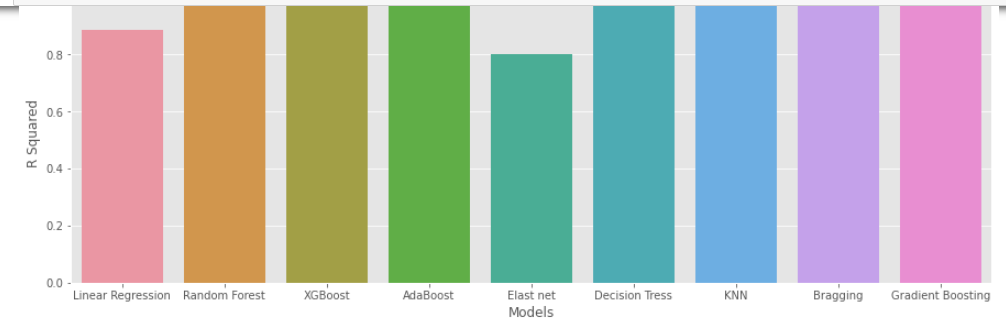 0.8
0.6
0.4
0.2
0.0
R Squared
Linear Regression Random Forest XGBoost AdaBoost Elast net Decision Tress KNN Bragging Gradient Boosting
Models